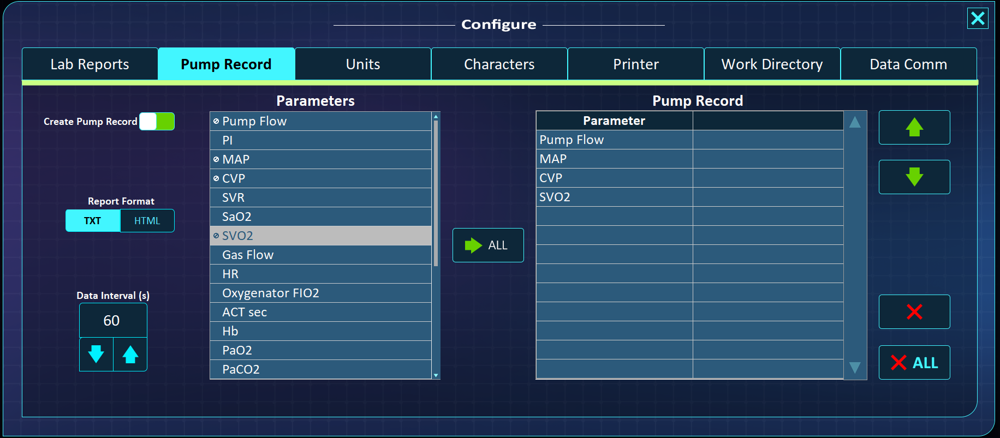 Configure
Lab Reports
Pump Record
Units
Characters
Printer
Work Directory
Data Comm
Create Pump Record
Report Format
TXT
HTML
Data Interval (s)
60
Parameters
Pump Flow
PI
MAP
CVP
SVR
SaO2
SVO2
Gas Flow
HR
Oxygenator FIO2
ACT sec
Hb
PaO2
PaCO2
ALL
Pump Record
Parameter
Pump Flow
MAP
CVP
SVO2
ALL